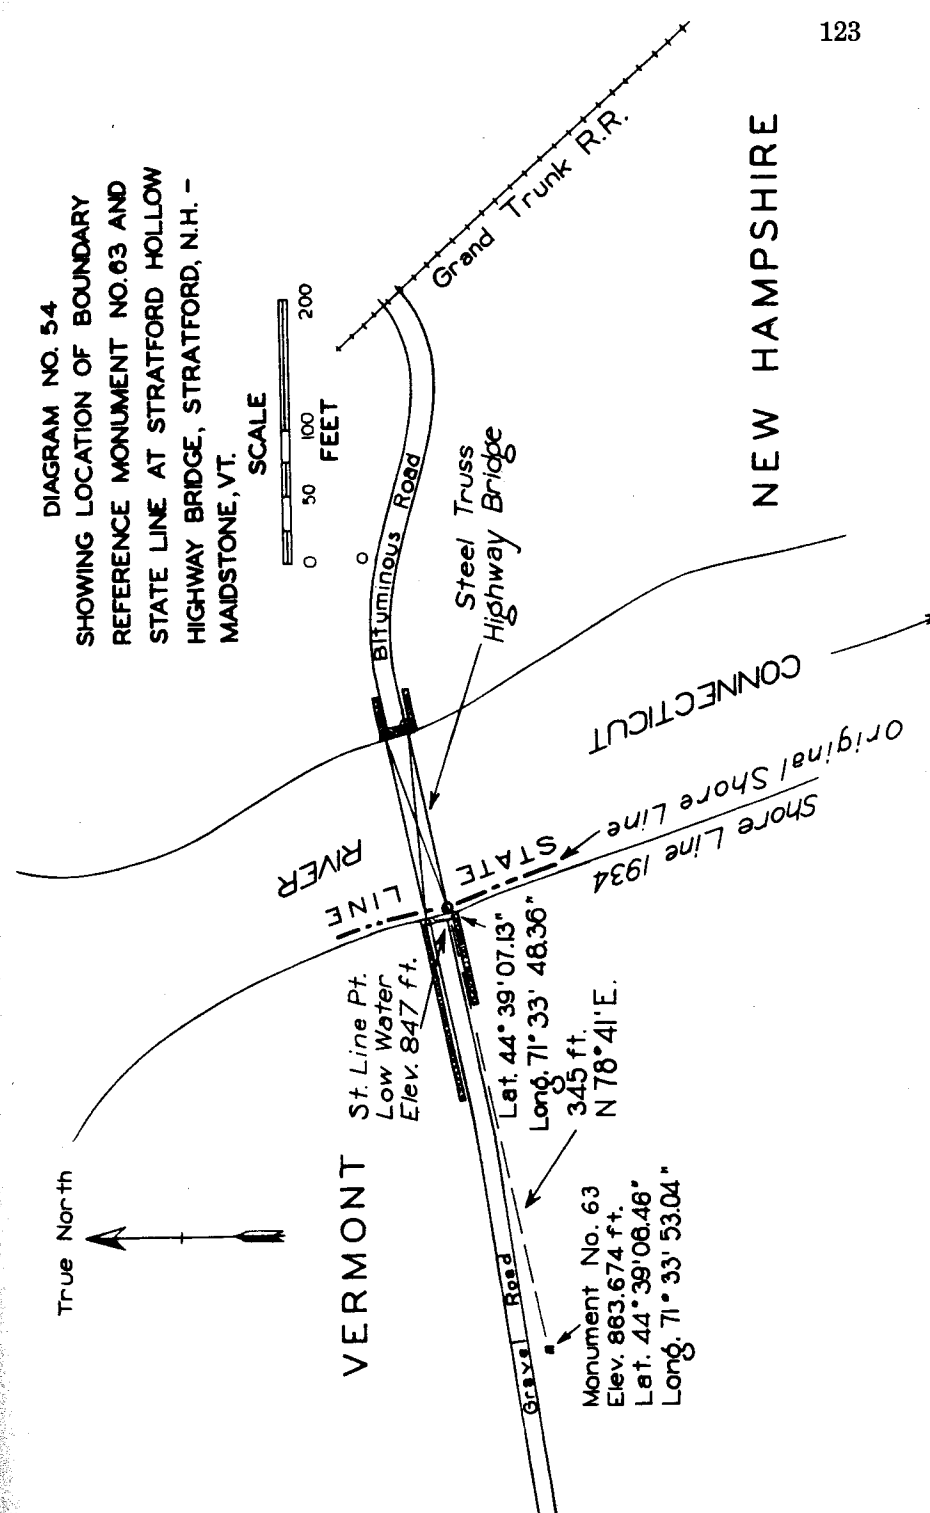 123
DIAGRAM NO. 54
SHOWING LOCATION OF BOUNDARY
REFERENCE MONUMENT NO.63 AND
STATE LINE AT STRATFORD HOLLOW
HIGHWAY BRIDGE, STRATFORD, N.H. –
MAIDSTONE, VT.
SCALE
0 50 100 200
FEET
Grand Trunk R.R.
NEW HAMPSHIRE
Bituminous Road
Steel Truss
Highway Bridge
CONNECTICUT
RIVER
Original Shore Line
Shore Line 1934
STATE
LINE
St. Line Pt.
Low Water
Elev. 847 ft.
Lat. 44° 39' 07.13"
Long. 71° 33' 48.36"
345 ft.
N 78° 41' E.
True North
VERMONT
Gravel Road
Monument No. 63
Elev. 863.674 ft.
Lat. 44° 39' 06.46"
Long. 71° 33' 53.04"